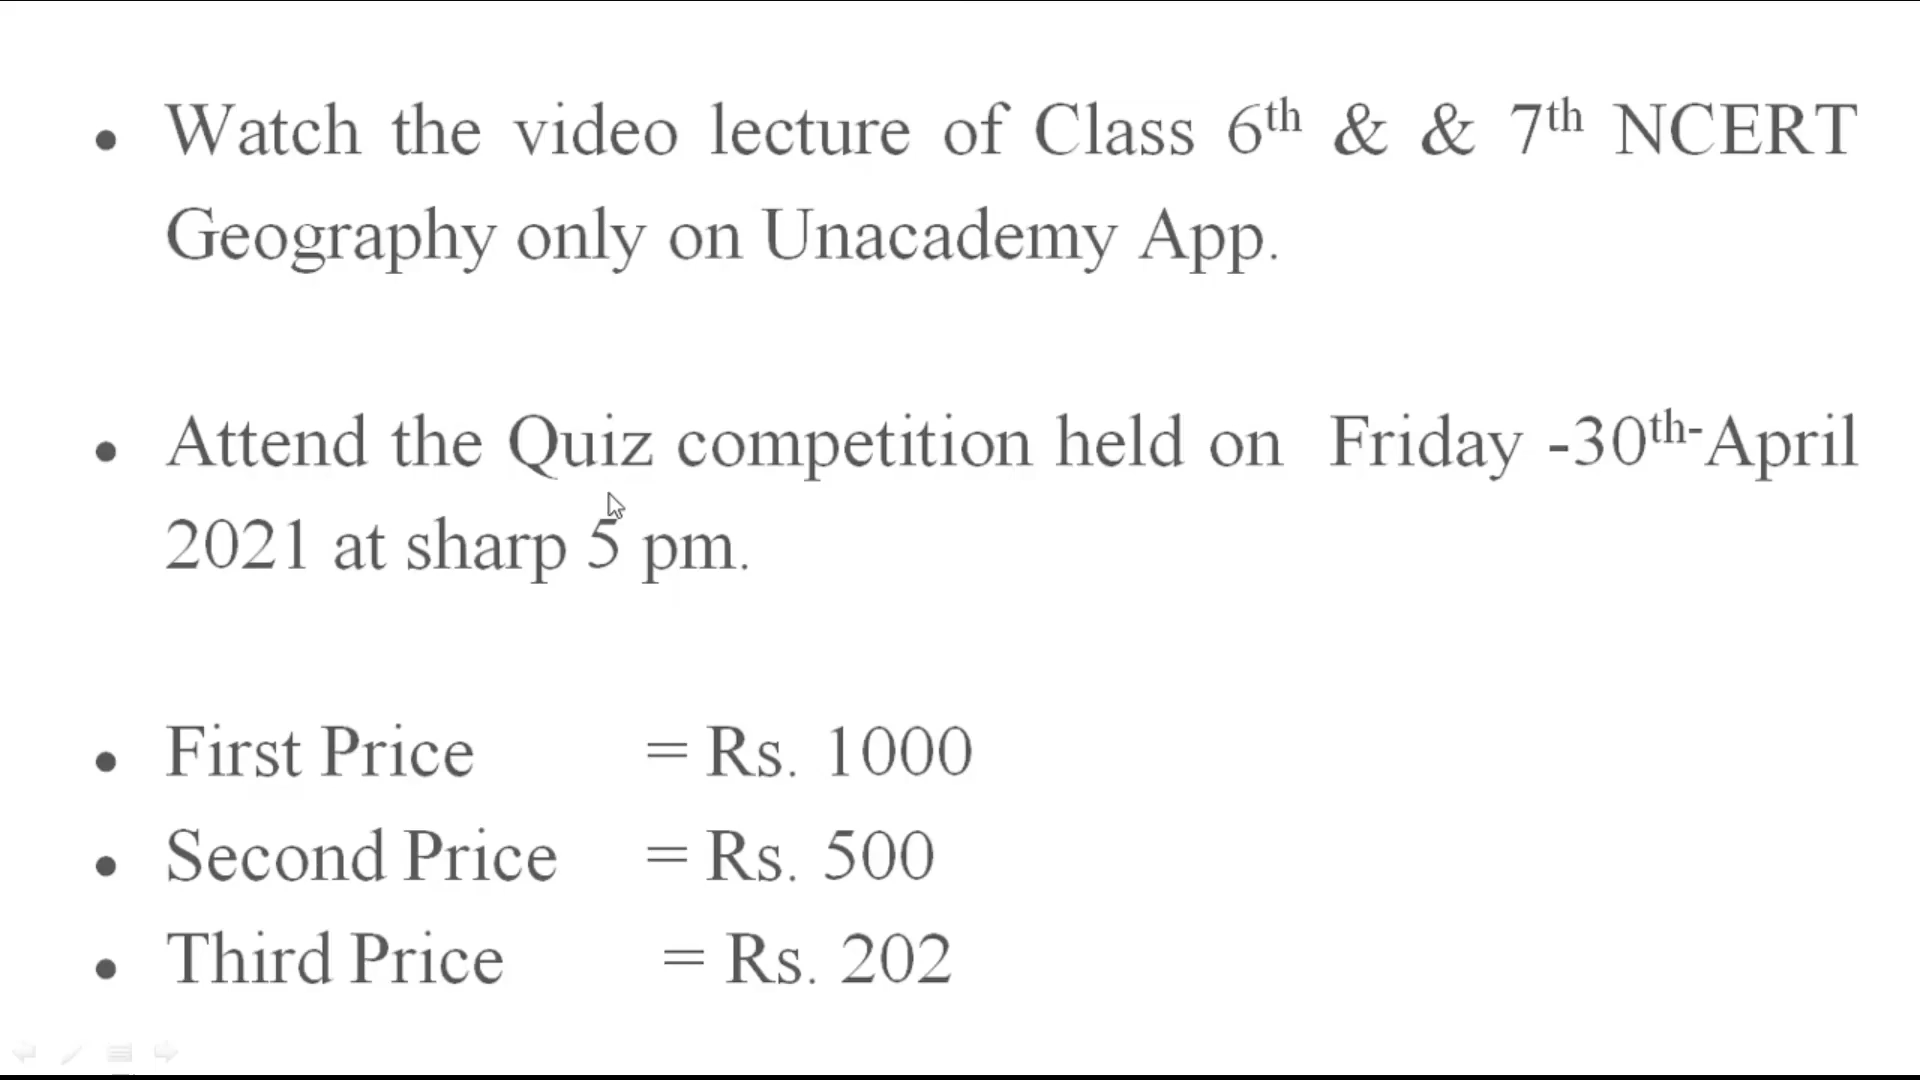 • Watch the video lecture of Class 6th & & 7th NCERT
Geography only on Unacademy App.
• Attend the Quiz competition held on Friday -30th-April
2021 at sharp 5 pm.
• First Price = Rs. 1000
• Second Price = Rs. 500
• Third Price = Rs. 202